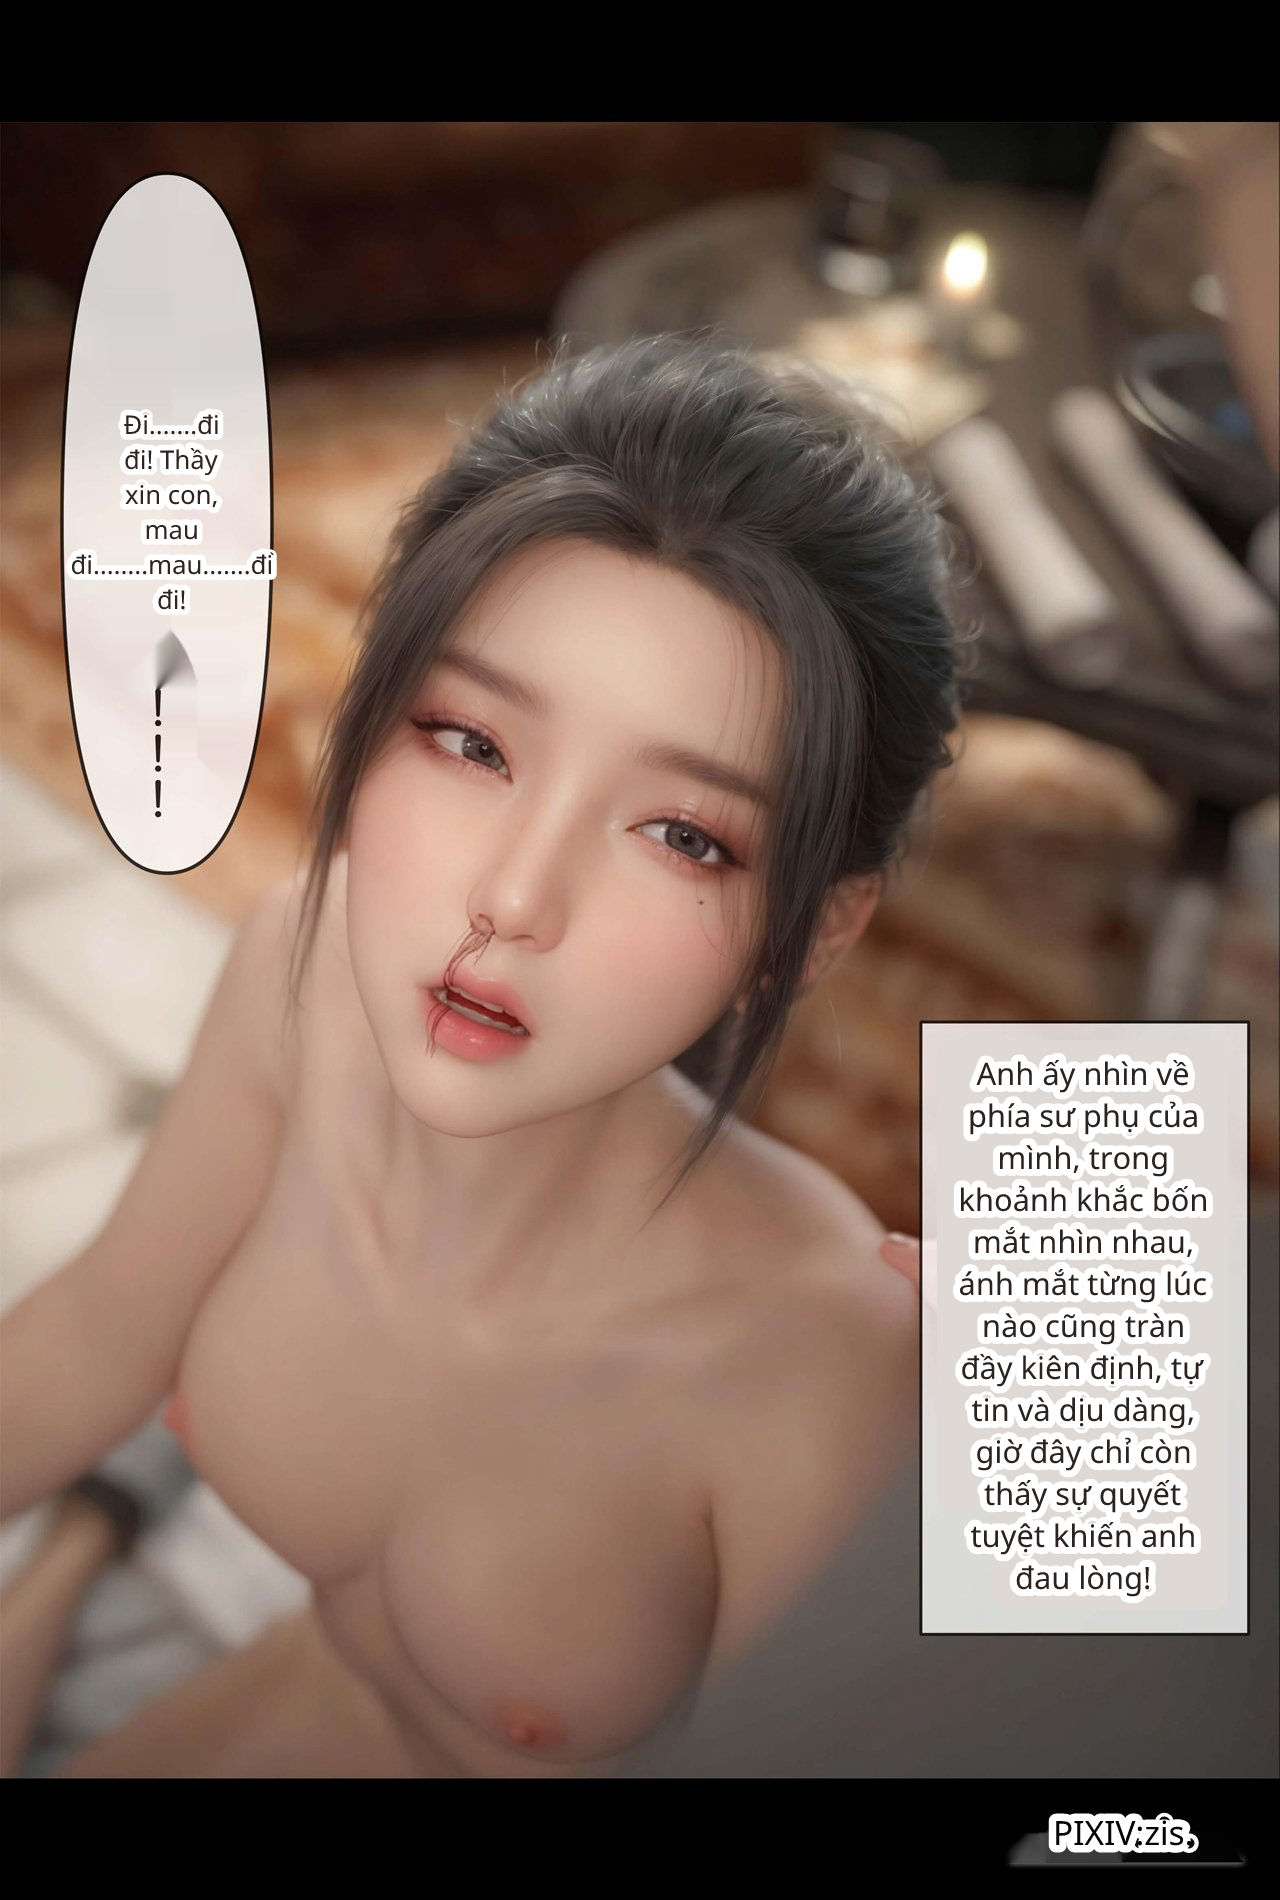 Đi.......đi
đi! Thầy
xin con,
mau
đi........mau.......đi
đi!
!
!
!
Anh ấy nhìn về
phía sư phụ của
mình, trong
khoảnh khắc bốn
mắt nhìn nhau,
ánh mắt từng lúc
nào cũng tràn
đầy kiên định, tự
tin và dịu dàng,
giờ đây chỉ còn
thấy sự quyết
tuyệt khiến anh
đau lòng!
PIXIV:zis,